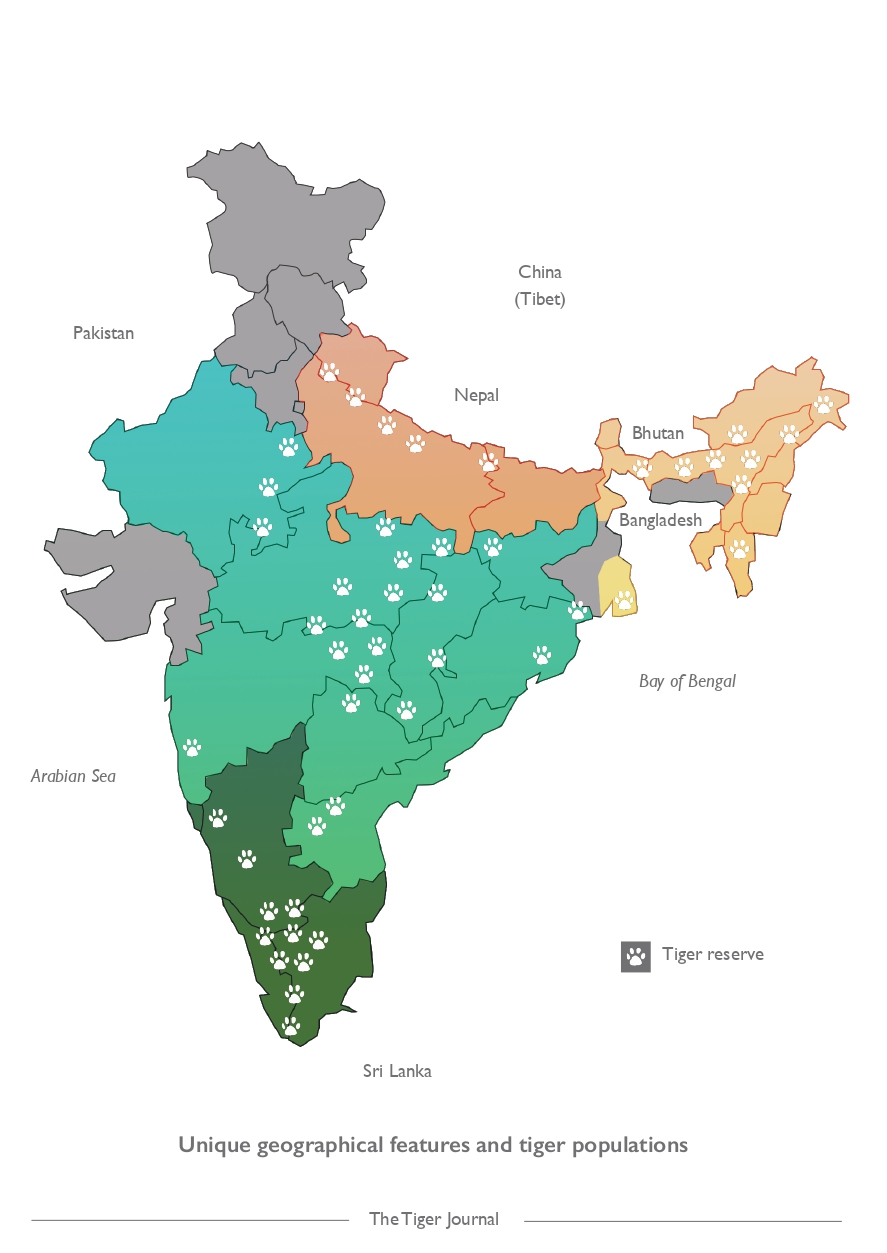 China
(Tibet)
Pakistan
Nepal
Bhutan
Bangladesh
Bay of Bengal
Arabian Sea
Tiger reserve
Sri Lanka
Unique geographical features and tiger populations
The Tiger Journal